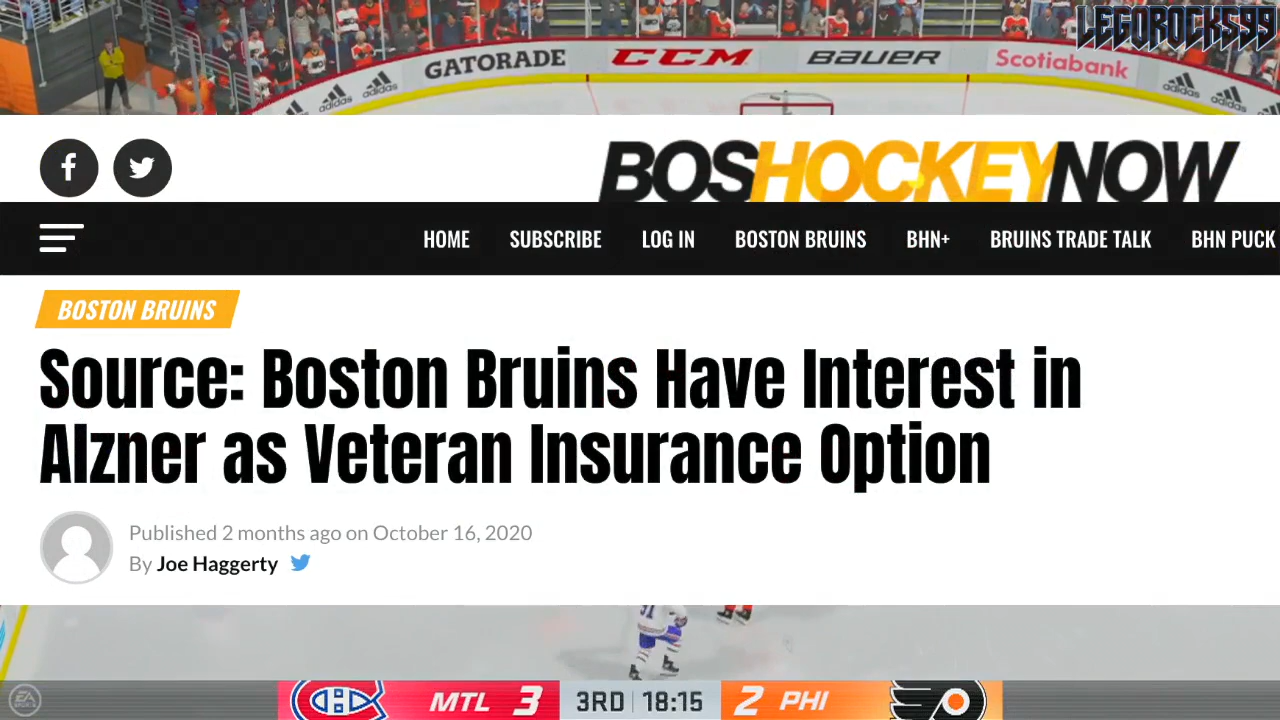 LEGOROCKS99
GATORADE CCM BAUER Scotiabank
adidas adidas adidas adidas
BOSHOCKEYNOW
HOME SUBSCRIBE LOG IN BOSTON BRUINS BHN+ BRUINS TRADE TALK BHN PUCK
BOSTON BRUINS
Source: Boston Bruins Have Interest in
Alzner as Veteran Insurance Option
Published 2 months ago on October 16, 2020
By Joe Haggerty
MTL 3 3RD 18:15 2 PHI